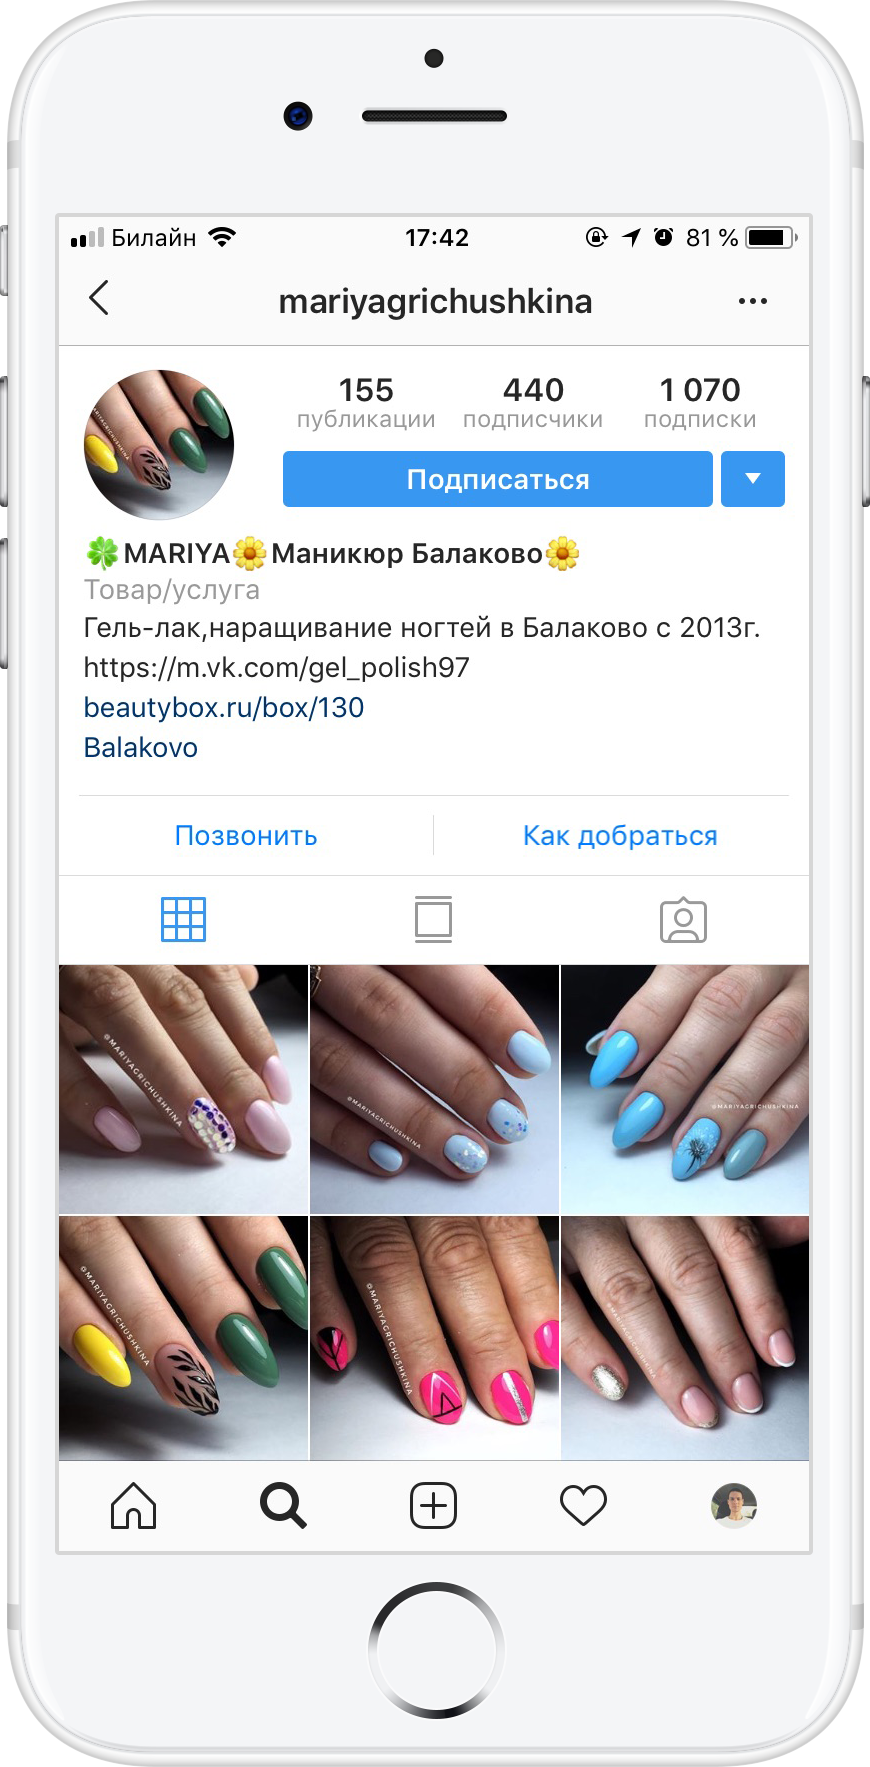 Билайн 17:42 81 %
mariyagrichushkina
155 440 1 070
публикации подписчики подписки
Подписаться
🍀MARIYA🌼Маникюр Балаково🌼
Товар/услуга
Гель-лак,наращивание ногтей в Балаково с 2013г.
https://m.vk.com/gel_polish97
beautybox.ru/box/130
Balakovo
Позвонить Как добраться
@MARIYAGRICHUSHKINA
@MARIYAGRICHUSHKINA
@MARIYAGRICHUSHKINA
@MARIYAGRICHUSHKINA
@MARIYAGRICHUSHKINA
@MARIYAGRICHUSHKINA